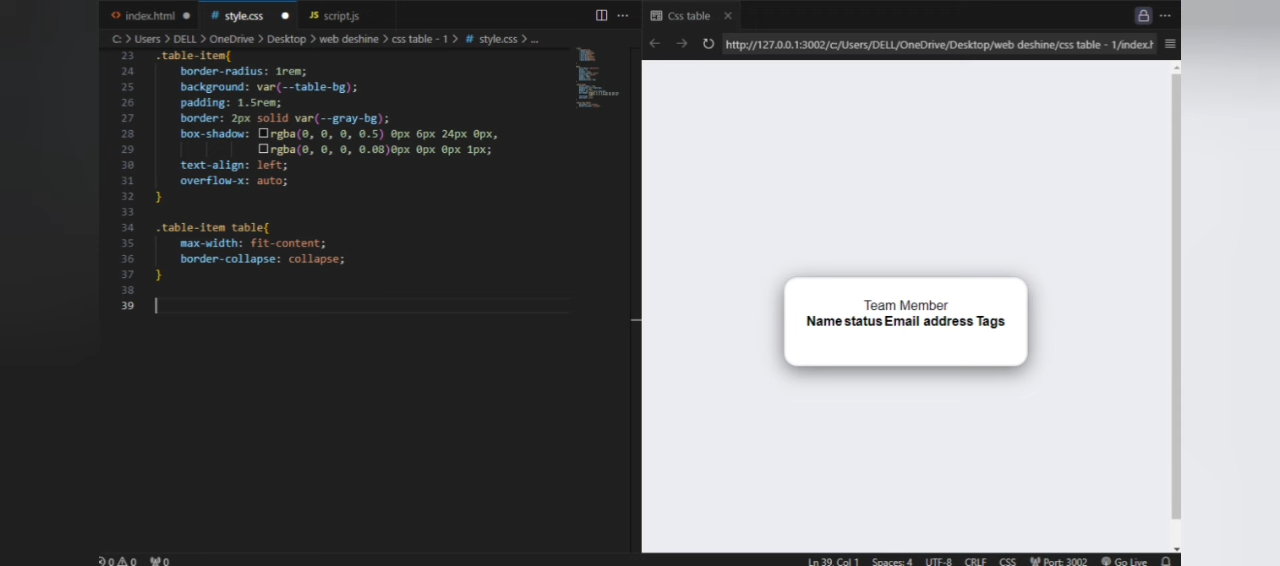 index.html
style.css
script.js
C: > Users > DELL > OneDrive > Desktop > web deshine > css table - 1 > # style.css > ...
23 .table-item{
24 border-radius: 1rem;
25 background: var(--table-bg);
26 padding: 1.5rem;
27 border: 2px solid var(--gray-bg);
28 box-shadow: rgba(0, 0, 0, 0.5) 0px 6px 24px 0px,
29 rgba(0, 0, 0, 0.08)0px 0px 0px 1px;
30 text-align: left;
31 overflow-x: auto;
32 }
33
34 .table-item table{
35 max-width: fit-content;
36 border-collapse: collapse;
37 }
38
39
Css table
http://127.0.0.1:3002/c:/Users/DELL/OneDrive/Desktop/web deshine/css table - 1/index.h
Team Member
Name status Email address Tags
0 0 0
Ln 39, Col 1 Spaces: 4 UTF-8 CRLF CSS Port: 3002 Go Live